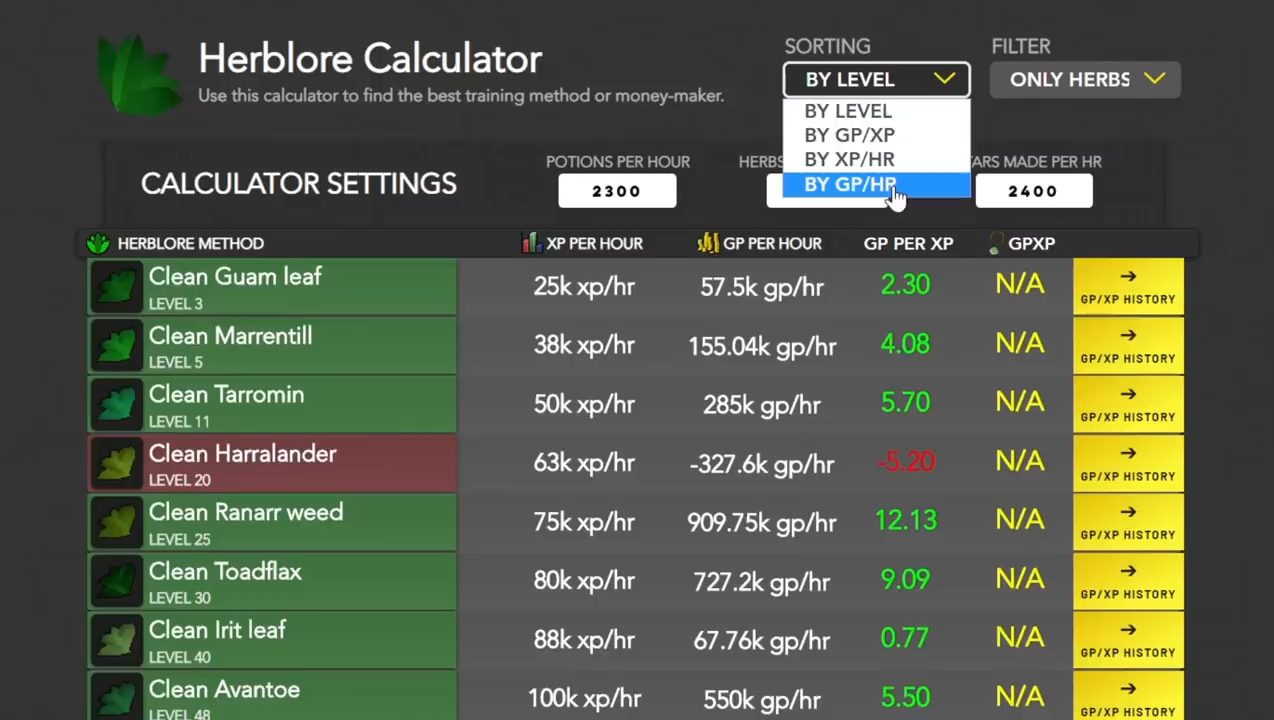 Herblore Calculator
Use this calculator to find the best training method or money-maker.
SORTING
FILTER
BY LEVEL
ONLY HERBS
BY LEVEL
BY GP/XP
BY XP/HR
BY GP/HR
CALCULATOR SETTINGS
POTIONS PER HOUR
HERBS
TARS MADE PER HR
2300
2400
HERBLORE METHOD
XP PER HOUR
GP PER HOUR
GP PER XP
GPXP
Clean Guam leaf
LEVEL 3
25k xp/hr
57.5k gp/hr
2.30
N/A
→
GP/XP HISTORY
Clean Marrentill
LEVEL 5
38k xp/hr
155.04k gp/hr
4.08
N/A
→
GP/XP HISTORY
Clean Tarromin
LEVEL 11
50k xp/hr
285k gp/hr
5.70
N/A
→
GP/XP HISTORY
Clean Harralander
LEVEL 20
63k xp/hr
-327.6k gp/hr
-5.20
N/A
→
GP/XP HISTORY
Clean Ranarr weed
LEVEL 25
75k xp/hr
909.75k gp/hr
12.13
N/A
→
GP/XP HISTORY
Clean Toadflax
LEVEL 30
80k xp/hr
727.2k gp/hr
9.09
N/A
→
GP/XP HISTORY
Clean Irit leaf
LEVEL 40
88k xp/hr
67.76k gp/hr
0.77
N/A
→
GP/XP HISTORY
Clean Avantoe
LEVEL 48
100k xp/hr
550k gp/hr
5.50
N/A
→
GP/XP HISTORY